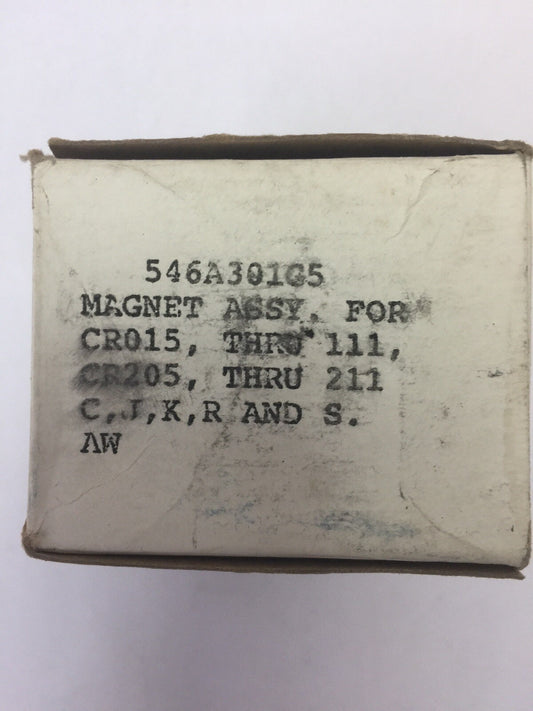 546A301G5
MAGNET ASSY. FOR
CR015, THRU 111,
CR205, THRU 211
C,J,K,R AND S.
AW